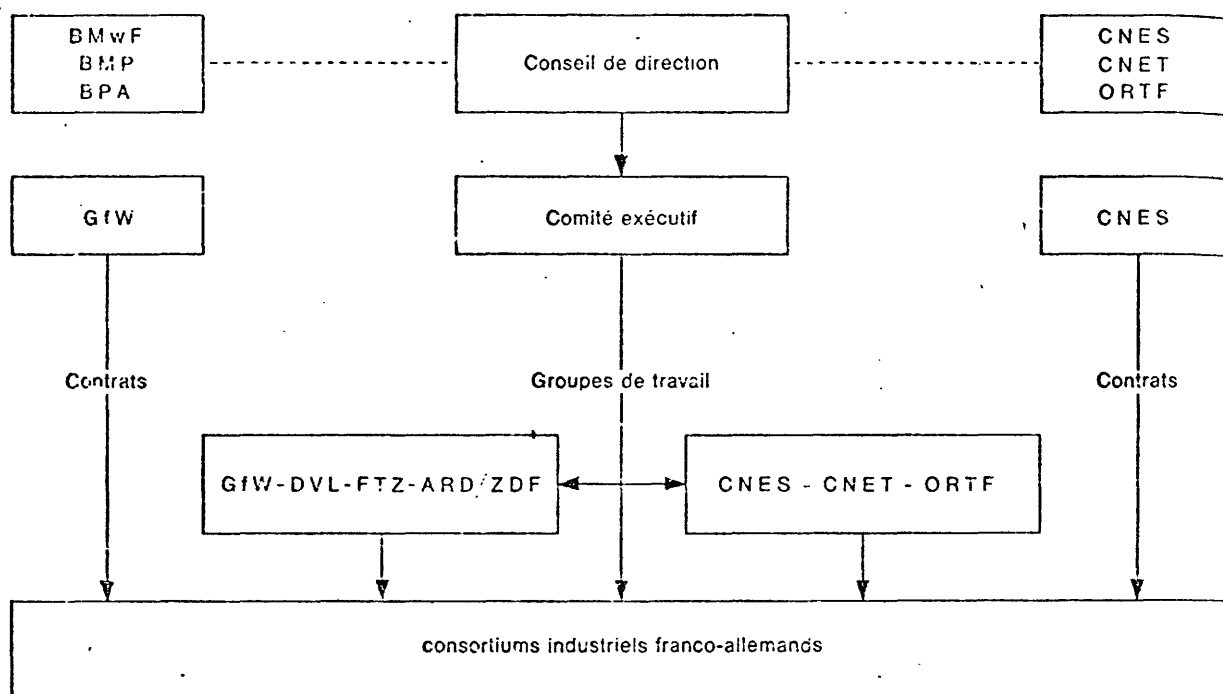 BMwF
BMP
BPA
Conseil de direction
CNES
CNET
ORTF
GfW
Comité exécutif
CNES
Contrats
Groupes de travail
Contrats
GfW-DVL-FTZ-ARD/ZDF
CNES - CNET - ORTF
consortiums industriels franco-allemands